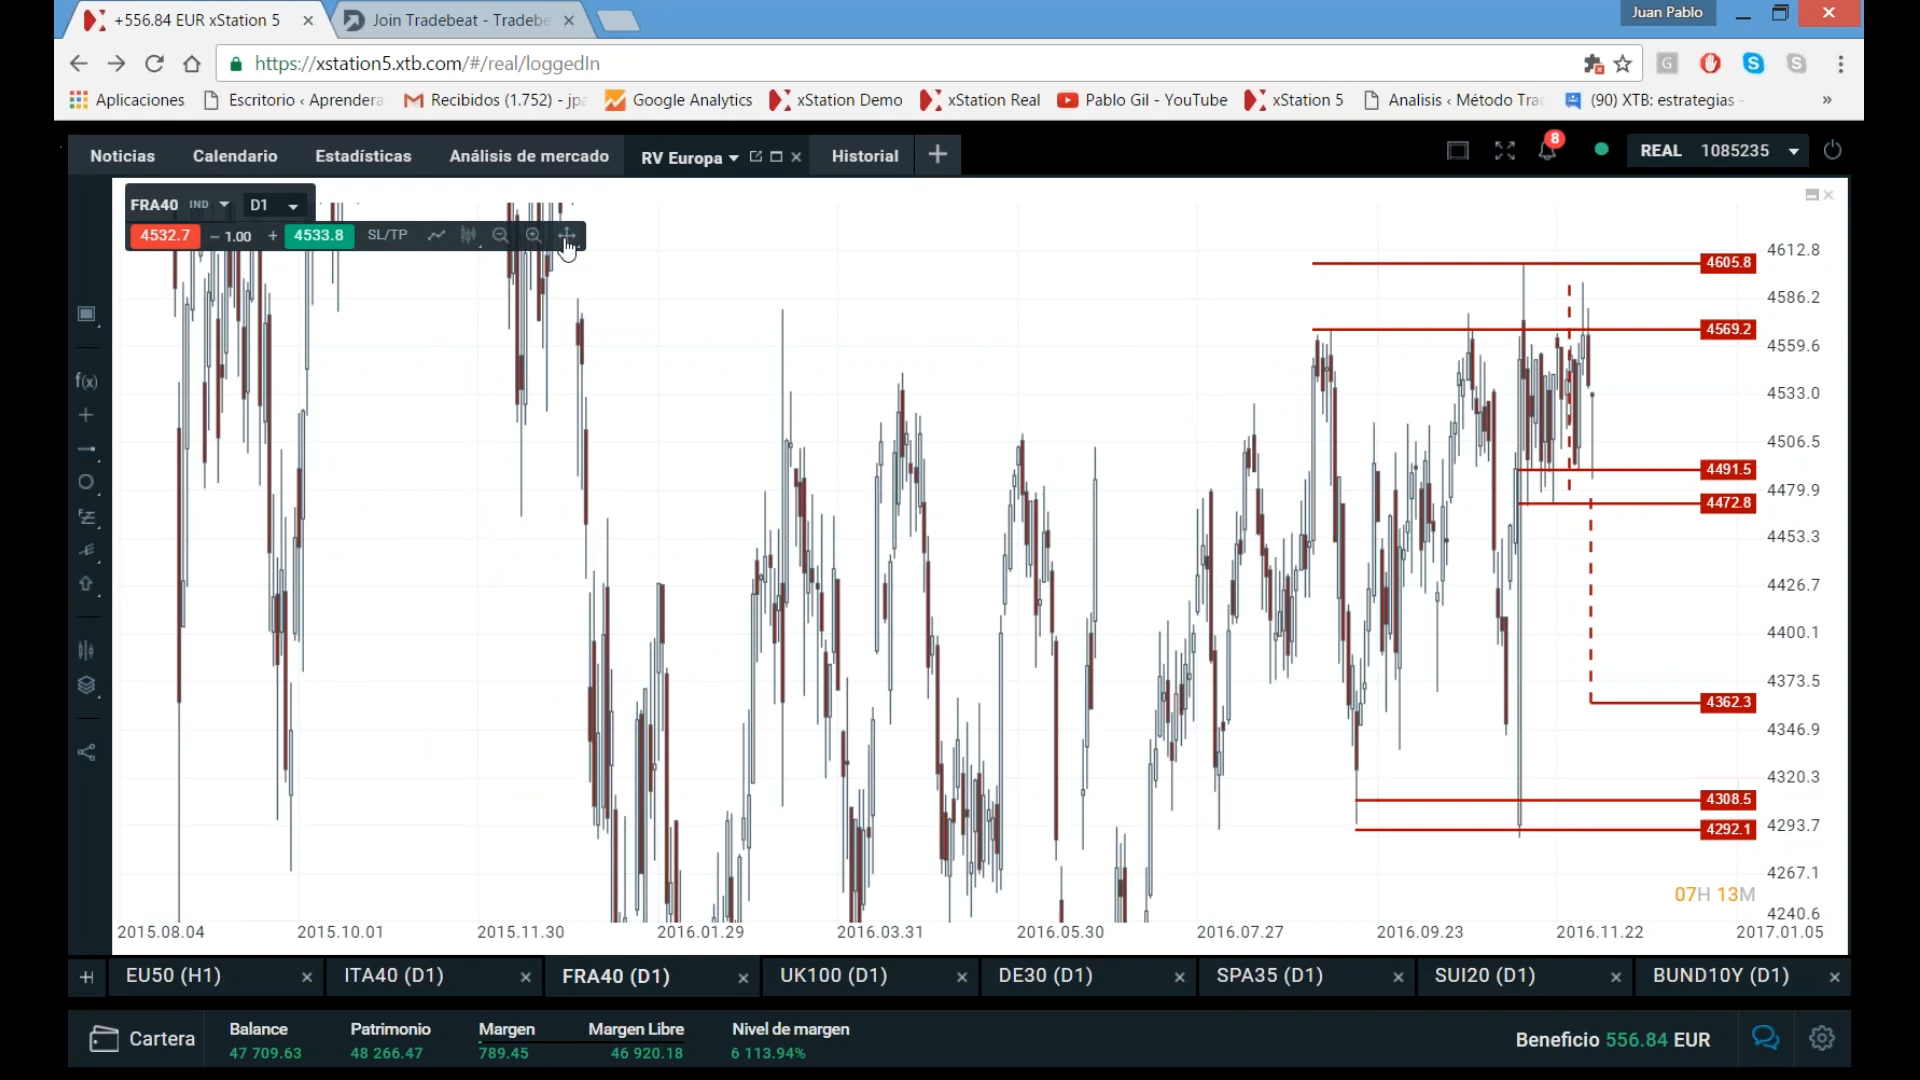 +556.84 EUR xStation 5
Join Tradebeat - Tradebe
Juan Pablo
https://xstation5.xtb.com/#/real/loggedIn
Aplicaciones
Escritorio ‹ Aprendera
Recibidos (1.752) - jpa
Google Analytics
xStation Demo
xStation Real
Pablo Gil - YouTube
xStation 5
Analisis ‹ Método Trad
(90) XTB: estrategias -
»
Noticias
Calendario
Estadísticas
Análisis de mercado
RV Europa
Historial
8
REAL 1085235
FRA40 IND
D1
4532.7
– 1.00 +
4533.8
SL/TP
f(x)
4605.8
4569.2
4491.5
4472.8
4362.3
4308.5
4292.1
4612.8
4586.2
4559.6
4533.0
4506.5
4479.9
4453.3
4426.7
4400.1
4373.5
4346.9
4320.3
4293.7
4267.1
4240.6
07H 13M
2015.08.04
2015.10.01
2015.11.30
2016.01.29
2016.03.31
2016.05.30
2016.07.27
2016.09.23
2016.11.22
2017.01.05
EU50 (H1)
ITA40 (D1)
FRA40 (D1)
UK100 (D1)
DE30 (D1)
SPA35 (D1)
SUI20 (D1)
BUND10Y (D1)
Cartera
Balance
47 709.63
Patrimonio
48 266.47
Margen
789.45
Margen Libre
46 920.18
Nivel de margen
6 113.94%
Beneficio 556.84 EUR